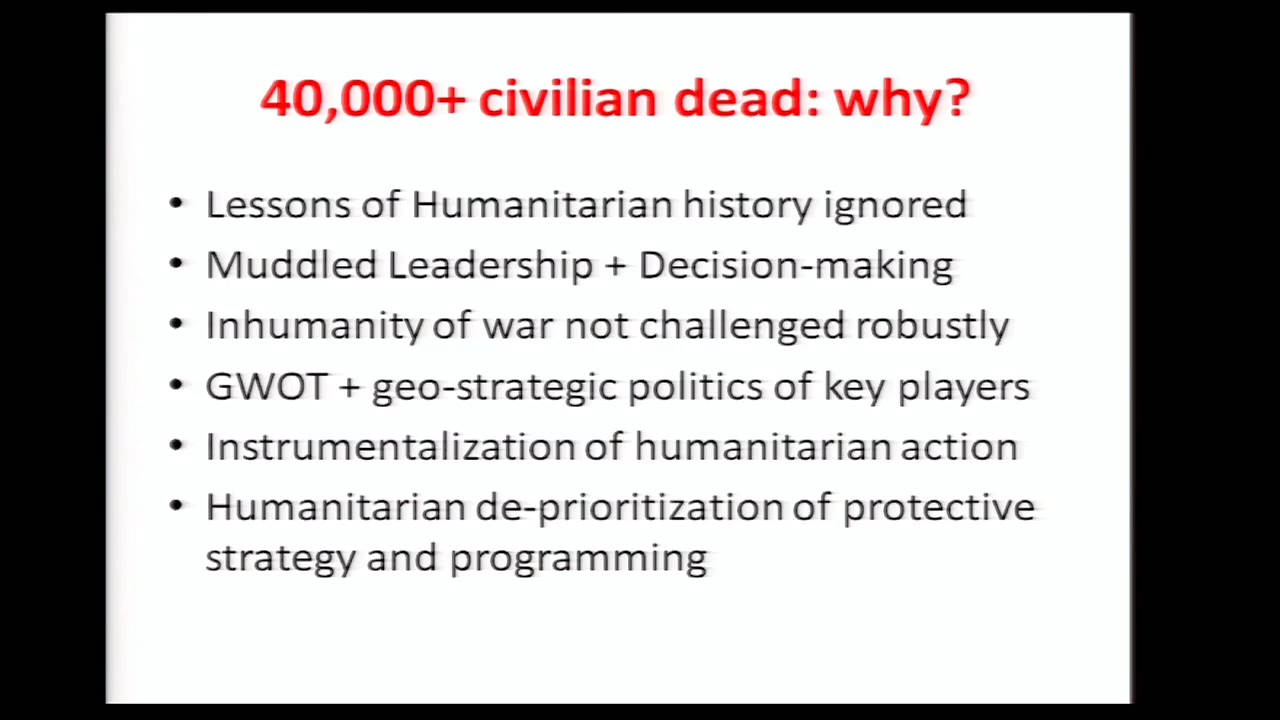 40,000+ civilian dead: why?
• Lessons of Humanitarian history ignored
• Muddled Leadership + Decision-making
• Inhumanity of war not challenged robustly
• GWOT + geo-strategic politics of key players
• Instrumentalization of humanitarian action
• Humanitarian de-prioritization of protective
strategy and programming